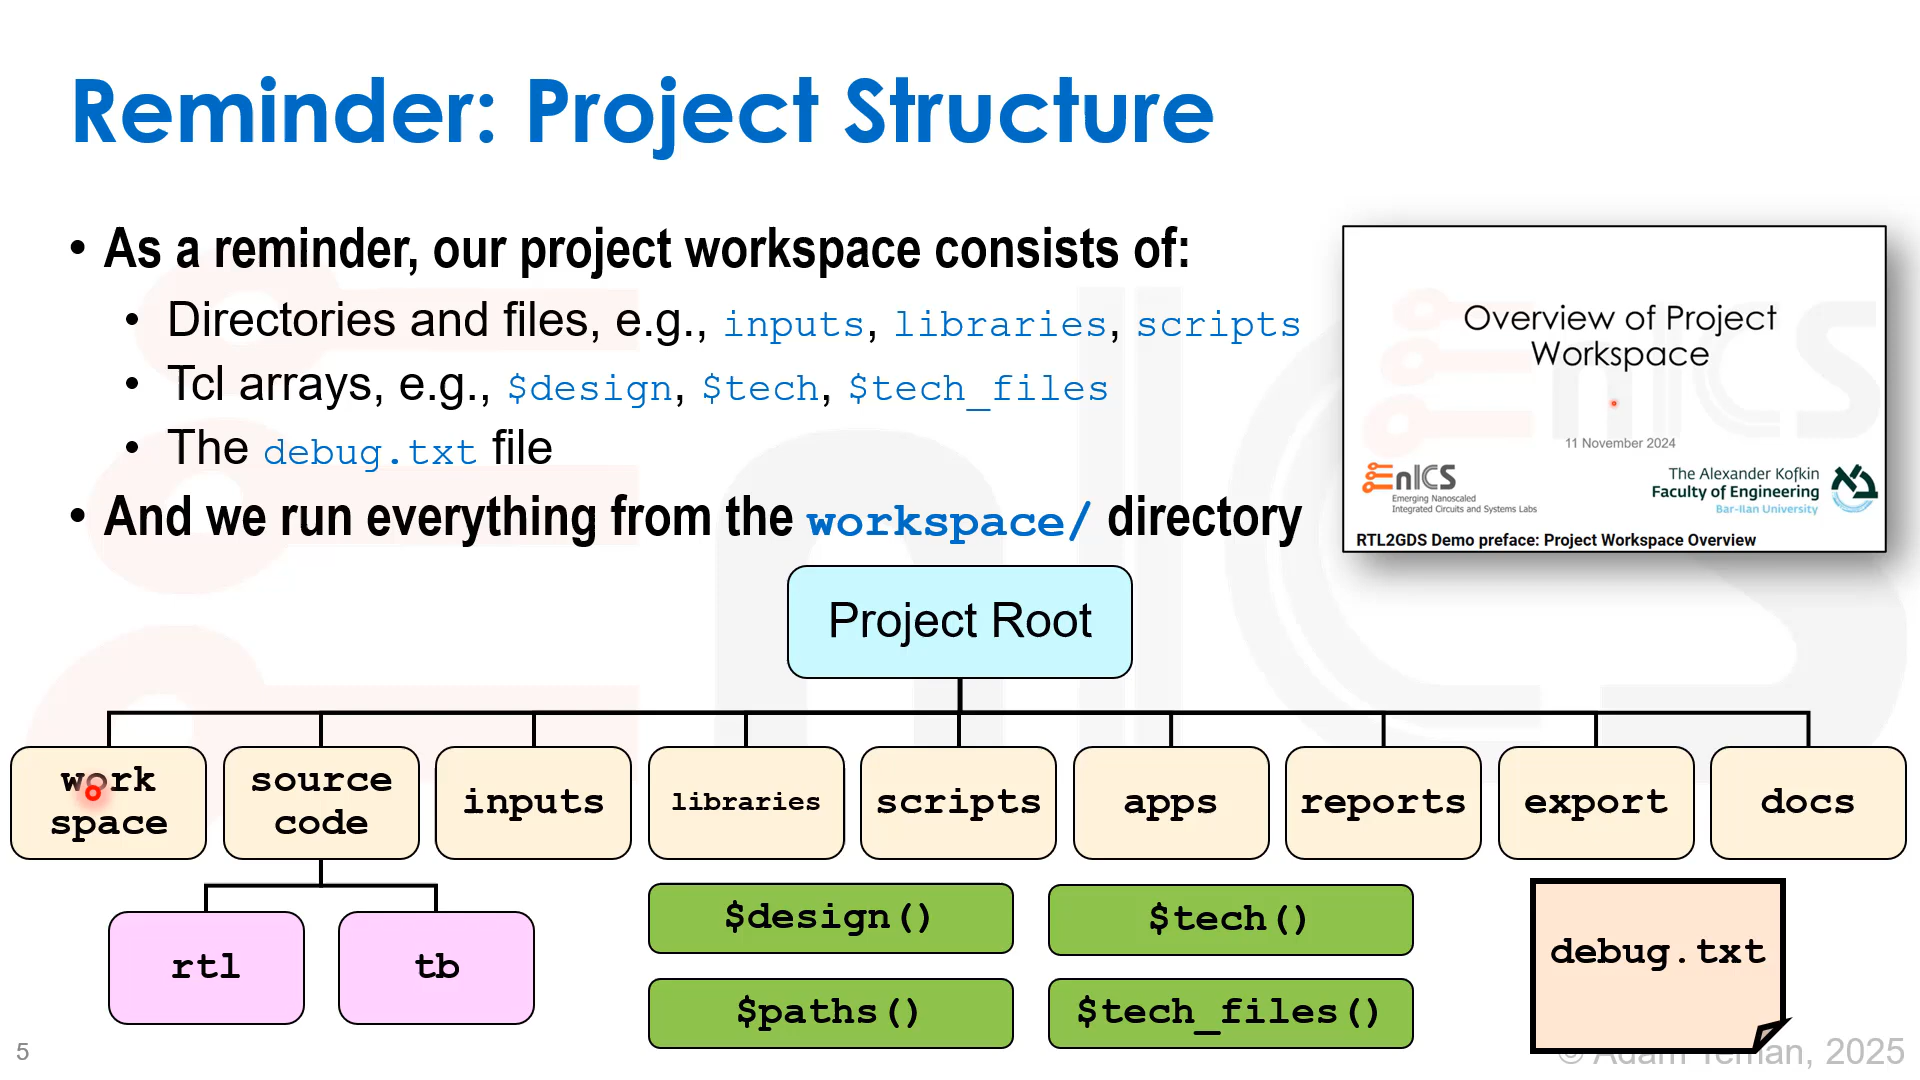 Reminder: Project Structure
• As a reminder, our project workspace consists of:
• Directories and files, e.g., inputs, libraries, scripts
• Tcl arrays, e.g., $design, $tech, $tech_files
• The debug.txt file
• And we run everything from the workspace/ directory
Overview of Project
Workspace
11 November 2024
EnICS
Emerging Nanoscaled
Integrated Circuits and Systems Labs
The Alexander Kofkin
Faculty of Engineering
Bar-Ilan University
RTL2GDS Demo preface: Project Workspace Overview
Project Root
work
space
source
code
inputs
libraries
scripts
apps
reports
export
docs
rtl
tb
$design()
$tech()
$paths()
$tech_files()
debug.txt
5
© Adam Teman, 2025